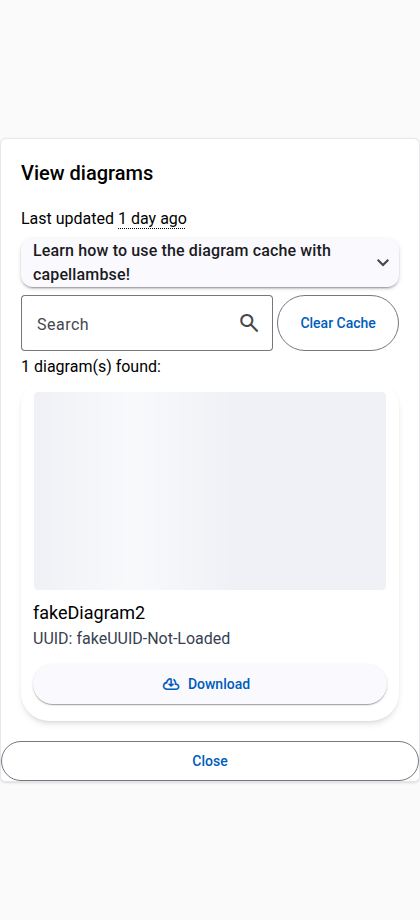 View diagrams
Last updated 1 day ago
Learn how to use the diagram cache with
capellambse!
Search
Clear Cache
1 diagram(s) found:
fakeDiagram2
UUID: fakeUUID-Not-Loaded
Download
Close